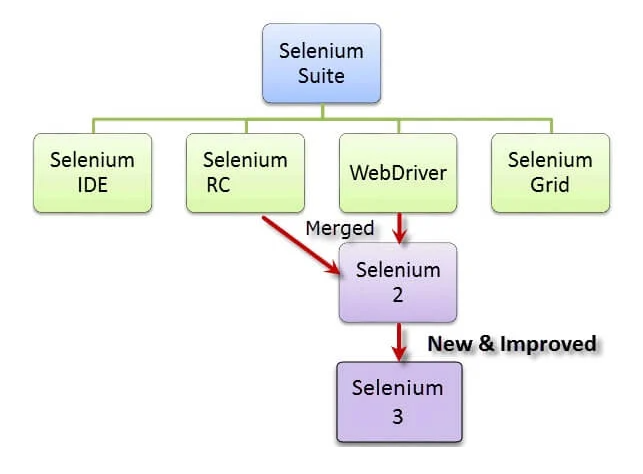 Selenium
Suite
Selenium
IDE
Selenium
RC
WebDriver
Selenium
Grid
Merged
Selenium
2
New & Improved
Selenium
3